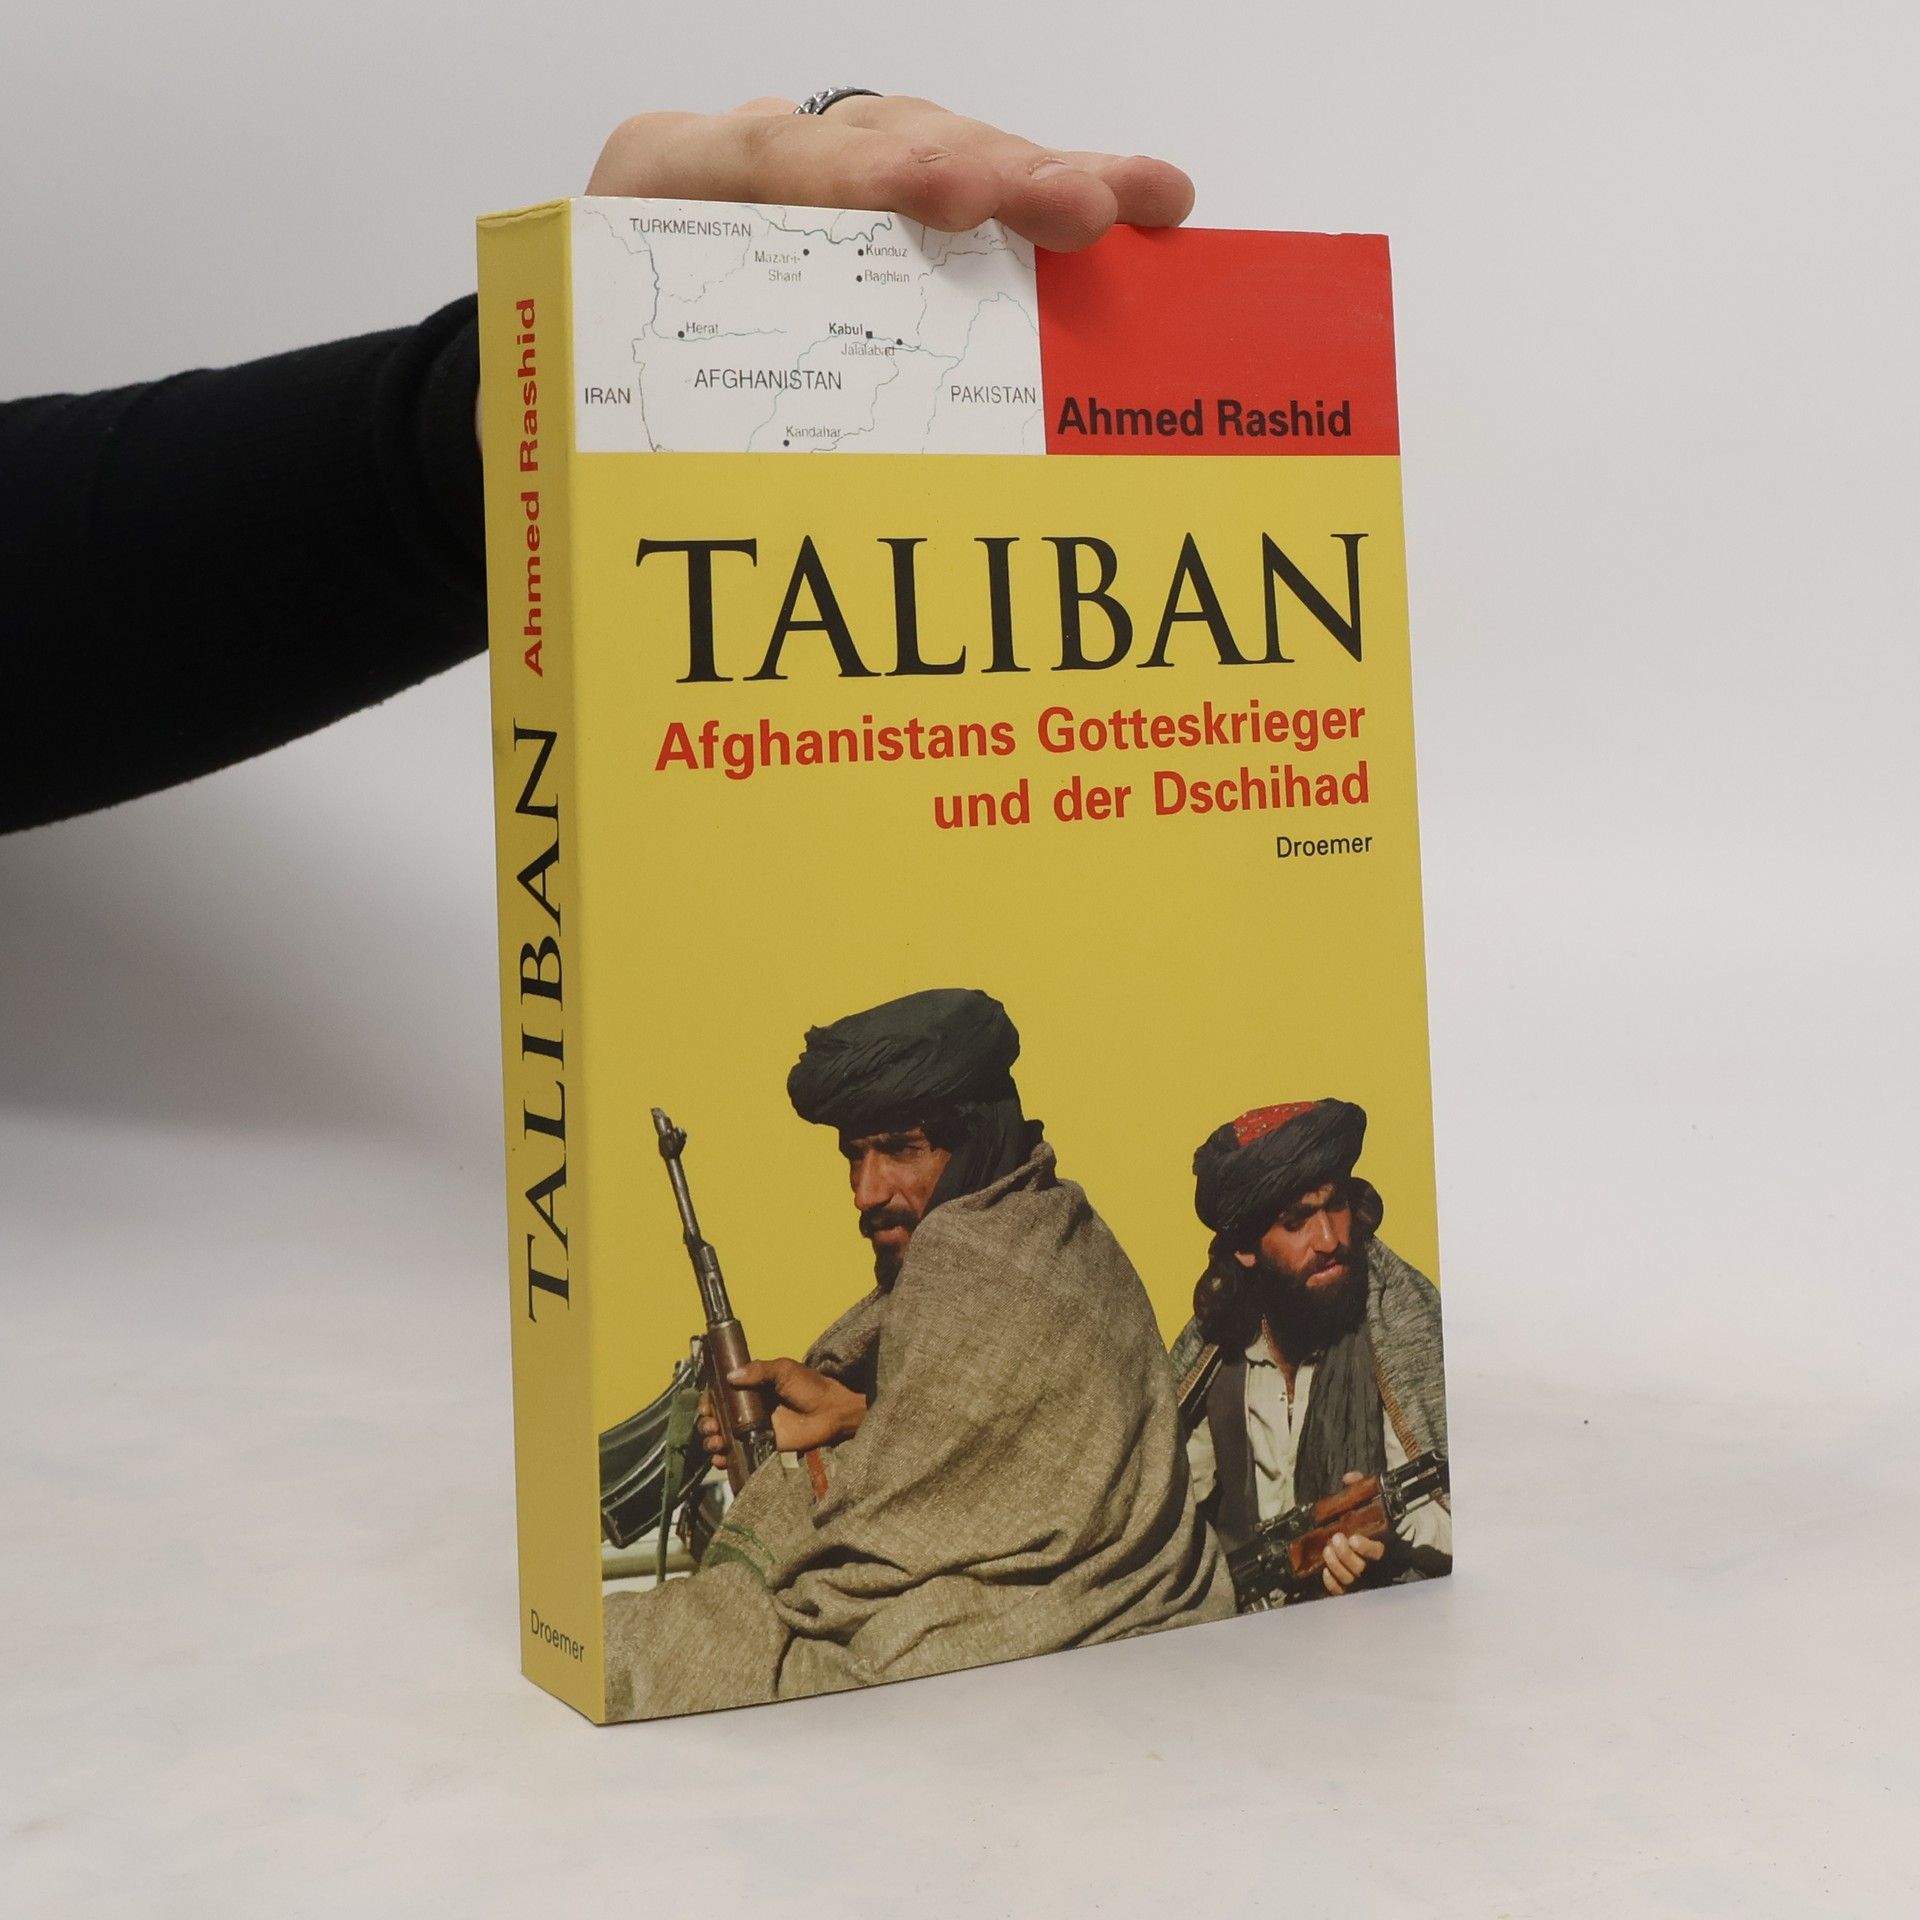 TURKMENISTAN
Mazar-i-
Sharif
Kunduz
Baghlan
Herat
Kabul
Jalalabad
IRAN
AFGHANISTAN
PAKISTAN
Kandahar
Ahmed Rashid
TALIBAN
Afghanistans Gotteskrieger
und der Dschihad
Droemer
Ahmed Rashid
TALIBAN
Droemer